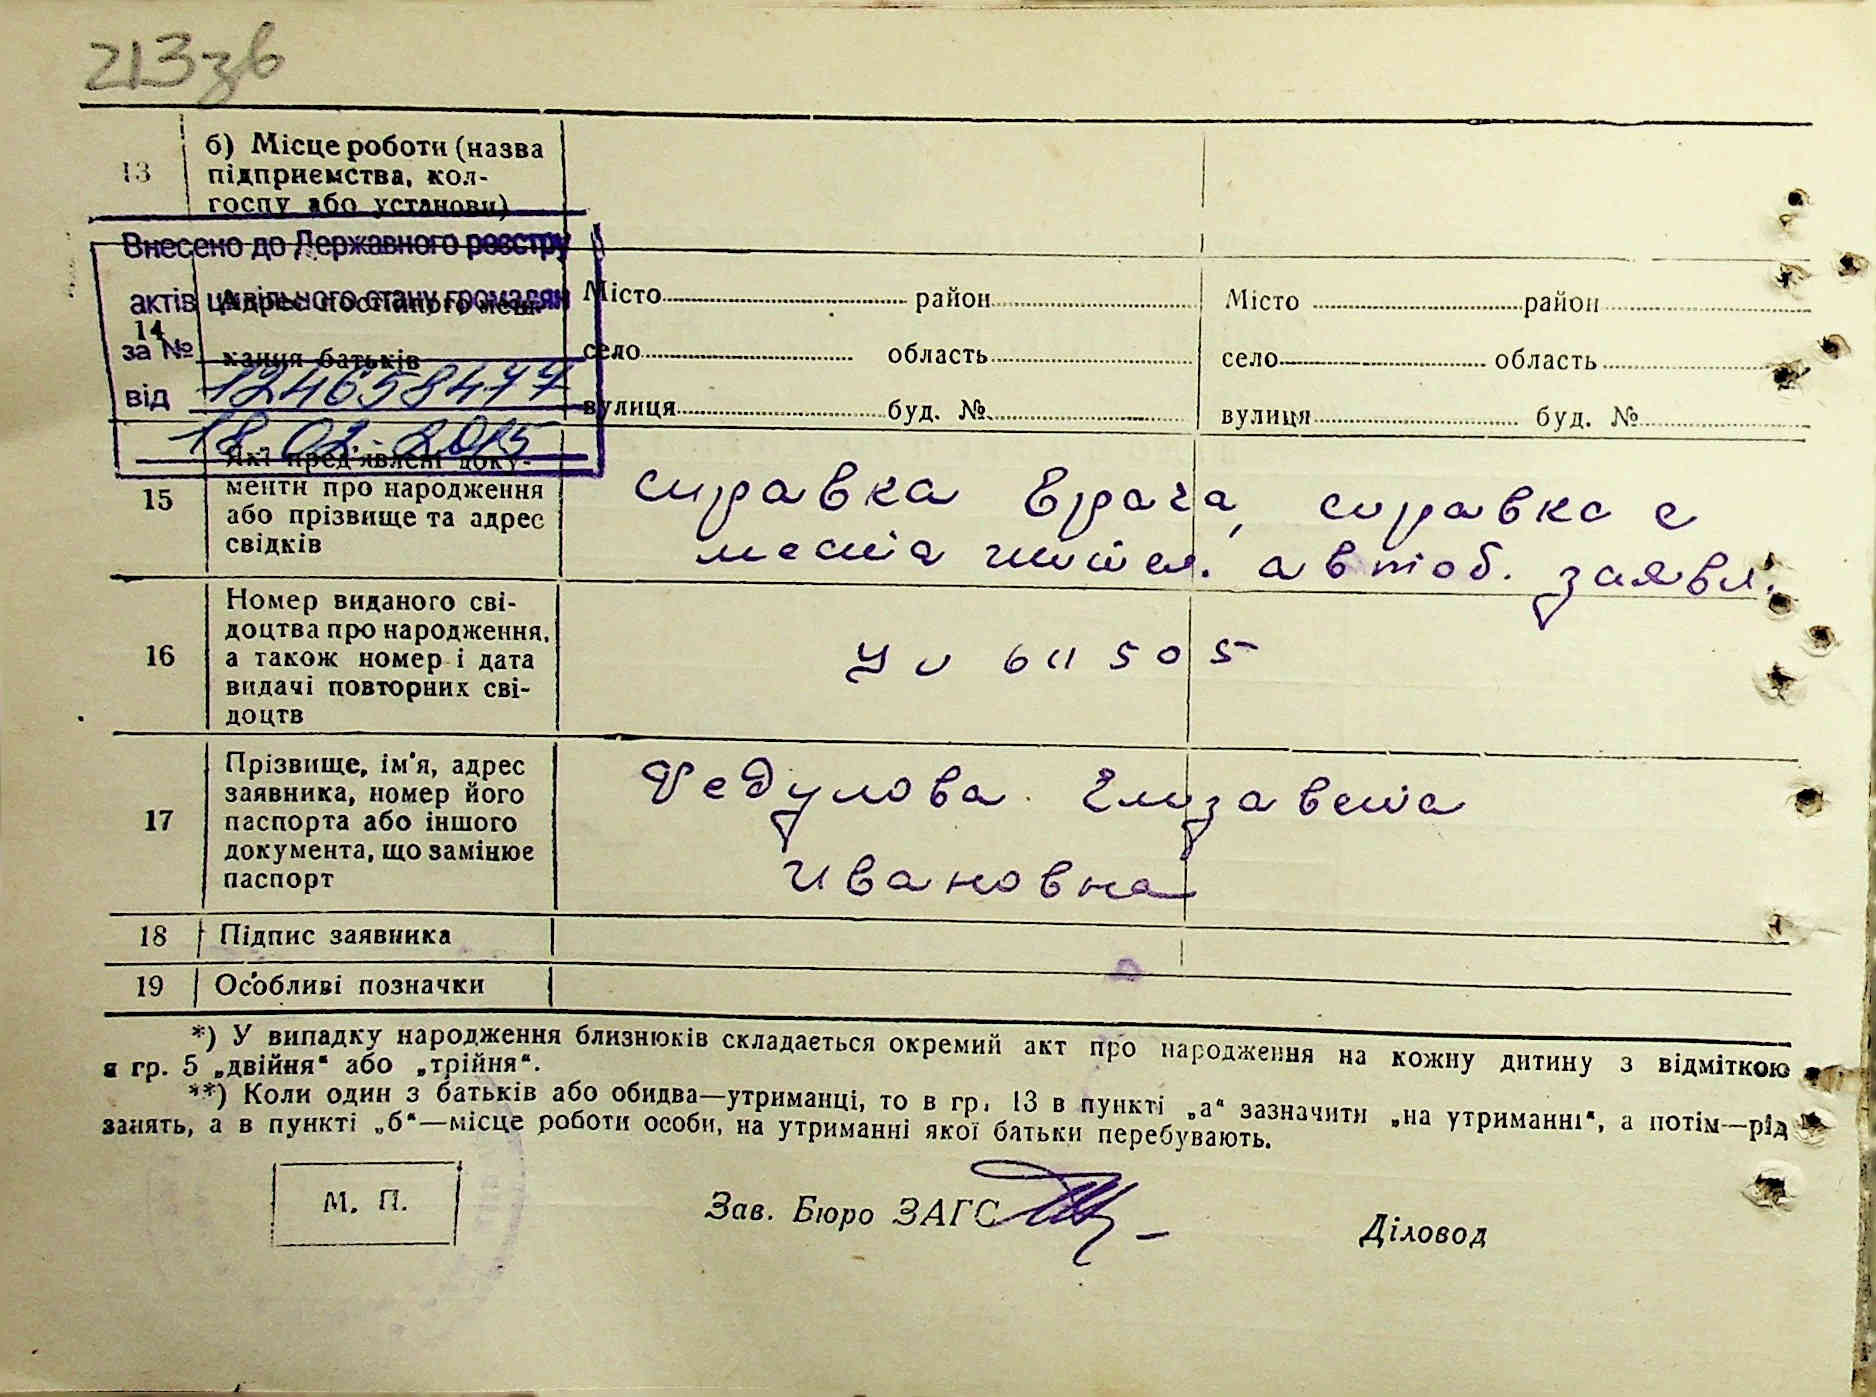 213зв
13
б) Місце роботи (назва
підприємства, кол-
госпу або установи)
Внесено до Державного реєстру
актів цивільного стану громадян
за №
124658477
від
18.02.2015
14
Адрес постійного меш-
кання батьків
Місто район
село область
вулиця буд. №
Місто район
село область
вулиця буд. №
15
Які пред'явлені доку-
менти про народження
або прізвище та адрес
свідків
справка врача, справка с
места жител. автоб. заявл.
16
Номер виданого сві-
доцтва про народження,
а також номер і дата
видачі повторних сві-
доцтв
611505
17
Прізвище, ім'я, адрес
заявника, номер його
паспорта або іншого
документа, що замінює
паспорт
Федулова Елизавета
Ивановна
18 Підпис заявника
19 Особливі позначки
*) У випадку народження близнюків складається окремий акт про народження на кожну дитину з відміткою
я гр. 5 „двійня“ або „трійня“.
**) Коли один з батьків або обидва—утриманці, то в гр. 13 в пункті „а“ зазначити „на утриманні“, а потім—рід
занять, а в пункті „б“—місце роботи особи, на утриманні якої батьки перебувають.
М. П.
Зав. Бюро ЗАГС
Діловод